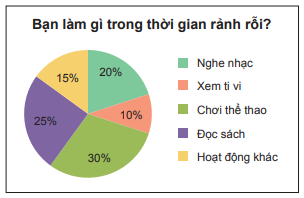 Bạn làm gì trong thời gian rảnh rỗi?
20%
10%
30%
25%
15%
Nghe nhạc
Xem ti vi
Chơi thể thao
Đọc sách
Hoạt động khác